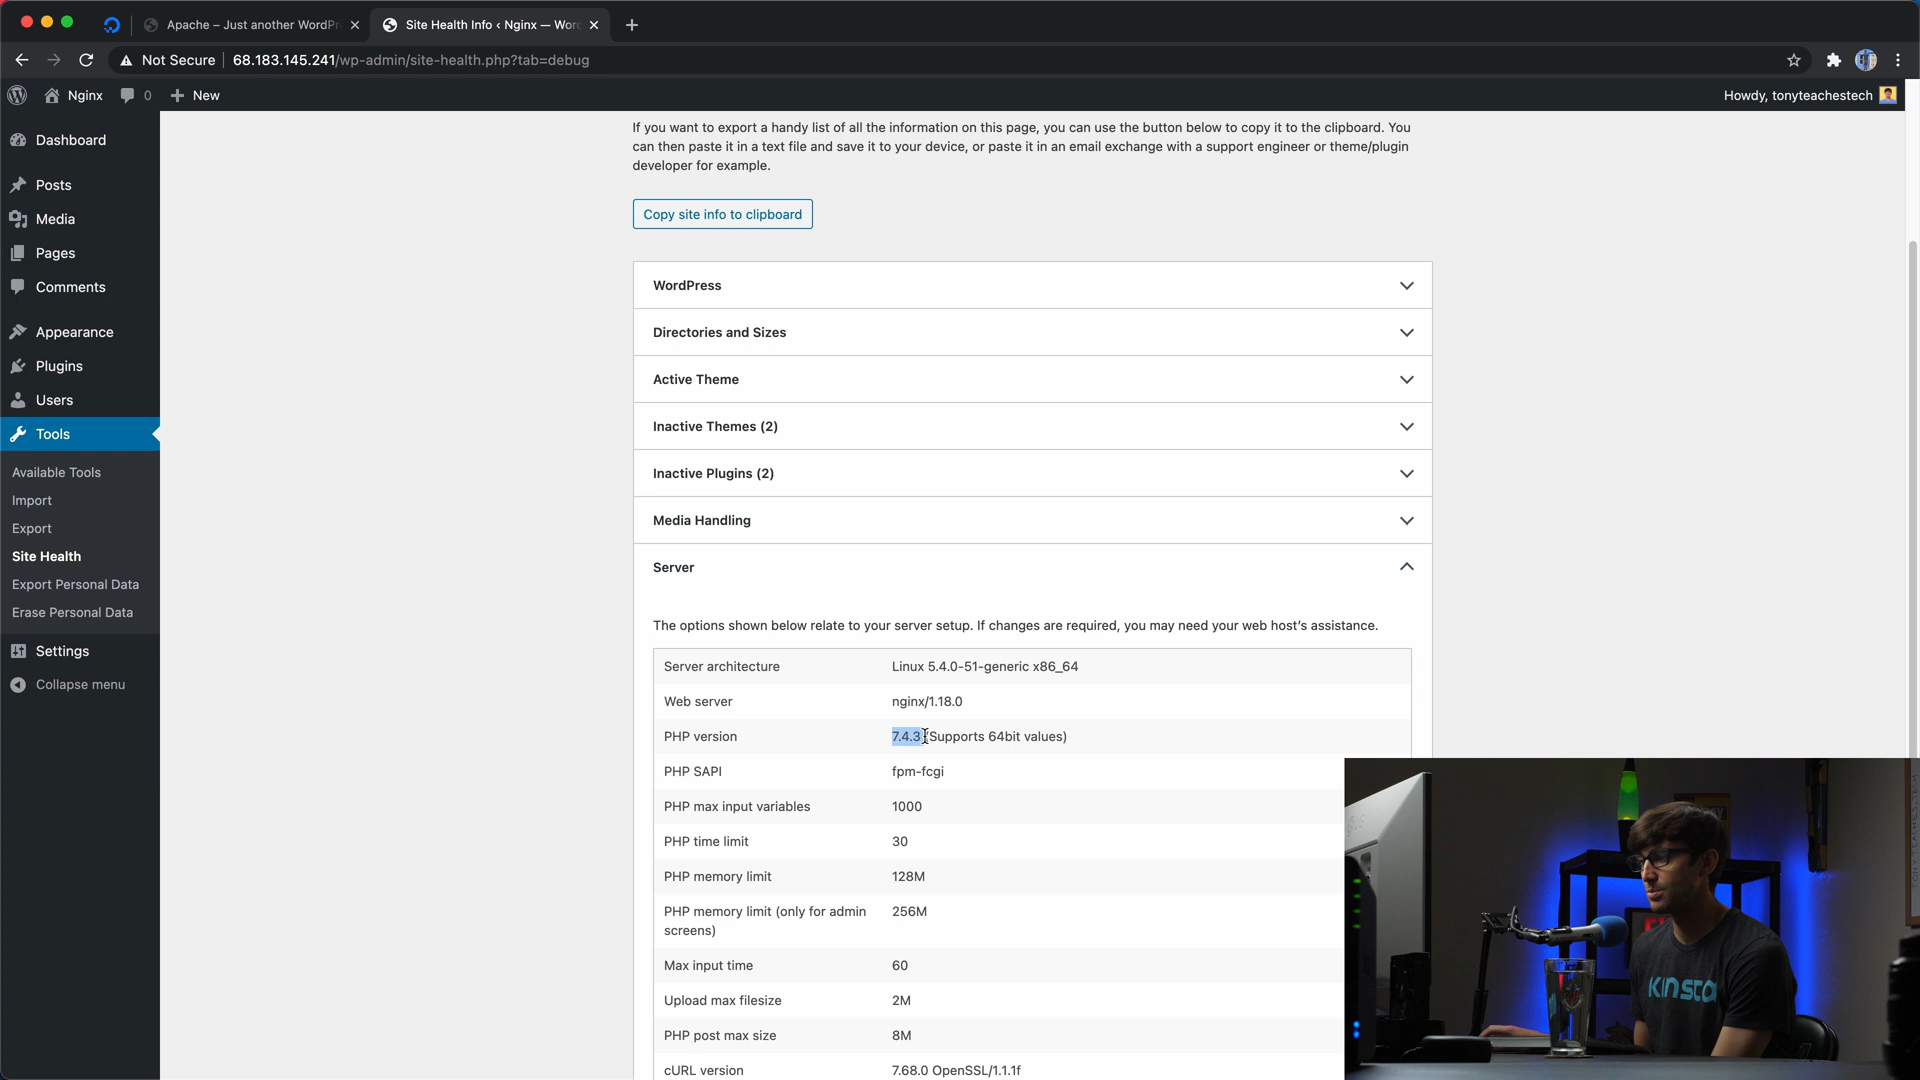 Apache – Just another WordPr
Site Health Info ‹ Nginx — Wor
Not Secure
68.183.145.241/wp-admin/site-health.php?tab=debug
Nginx
0
New
Howdy, tonyteachestech
Dashboard
Posts
Media
Pages
Comments
Appearance
Plugins
Users
Tools
Available Tools
Import
Export
Site Health
Export Personal Data
Erase Personal Data
Settings
Collapse menu
If you want to export a handy list of all the information on this page, you can use the button below to copy it to the clipboard. You
can then paste it in a text file and save it to your device, or paste it in an email exchange with a support engineer or theme/plugin
developer for example.
Copy site info to clipboard
WordPress
Directories and Sizes
Active Theme
Inactive Themes (2)
Inactive Plugins (2)
Media Handling
Server
The options shown below relate to your server setup. If changes are required, you may need your web host's assistance.
Server architecture Linux 5.4.0-51-generic x86_64
Web server nginx/1.18.0
PHP version 7.4.3 (Supports 64bit values)
PHP SAPI fpm-fcgi
PHP max input variables 1000
PHP time limit 30
PHP memory limit 128M
PHP memory limit (only for admin 256M
screens)
Max input time 60
Upload max filesize 2M
PHP post max size 8M
cURL version 7.68.0 OpenSSL/1.1.1f